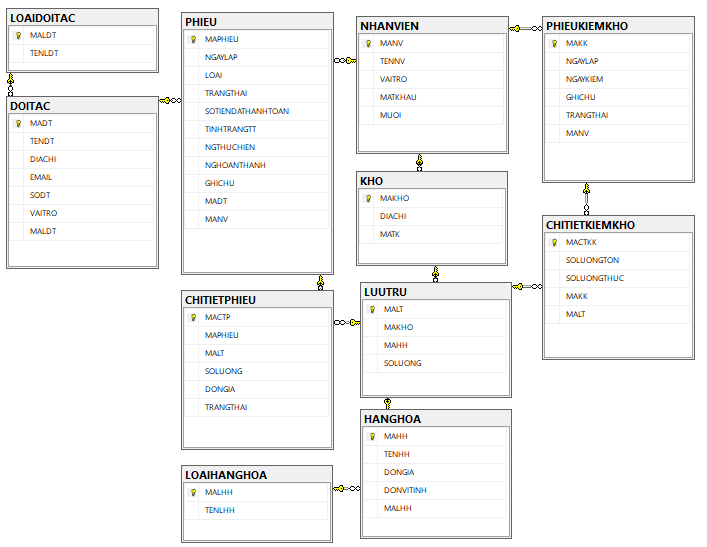 LOAIDOITAC
MALDT
TENLDT
DOITAC
MADT
TENDT
DIACHI
EMAIL
SODT
VAITRO
MALDT
PHIEU
MAPHIEU
NGAYLAP
LOAI
TRANGTHAI
SOTIENDATHANHTOAN
TINHTRANGTT
NGTHUCHIEN
NGHOANTHANH
GHICHU
MADT
MANV
CHITIETPHIEU
MACTP
MAPHIEU
MALT
SOLUONG
DONGIA
TRANGTHAI
LOAIHANGHOA
MALHH
TENLHH
NHANVIEN
MANV
TENNV
VAITRO
MATKHAU
MUOI
KHO
MAKHO
DIACHI
MATK
LUUTRU
MALT
MAKHO
MAHH
SOLUONG
HANGHOA
MAHH
TENHH
DONGIA
DONVITINH
MALHH
PHIEUKIEMKHO
MAKK
NGAYLAP
NGAYKIEM
GHICHU
TRANGTHAI
MANV
CHITIETKIEMKHO
MACTKK
SOLUONGTON
SOLUONGTHUC
MAKK
MALT